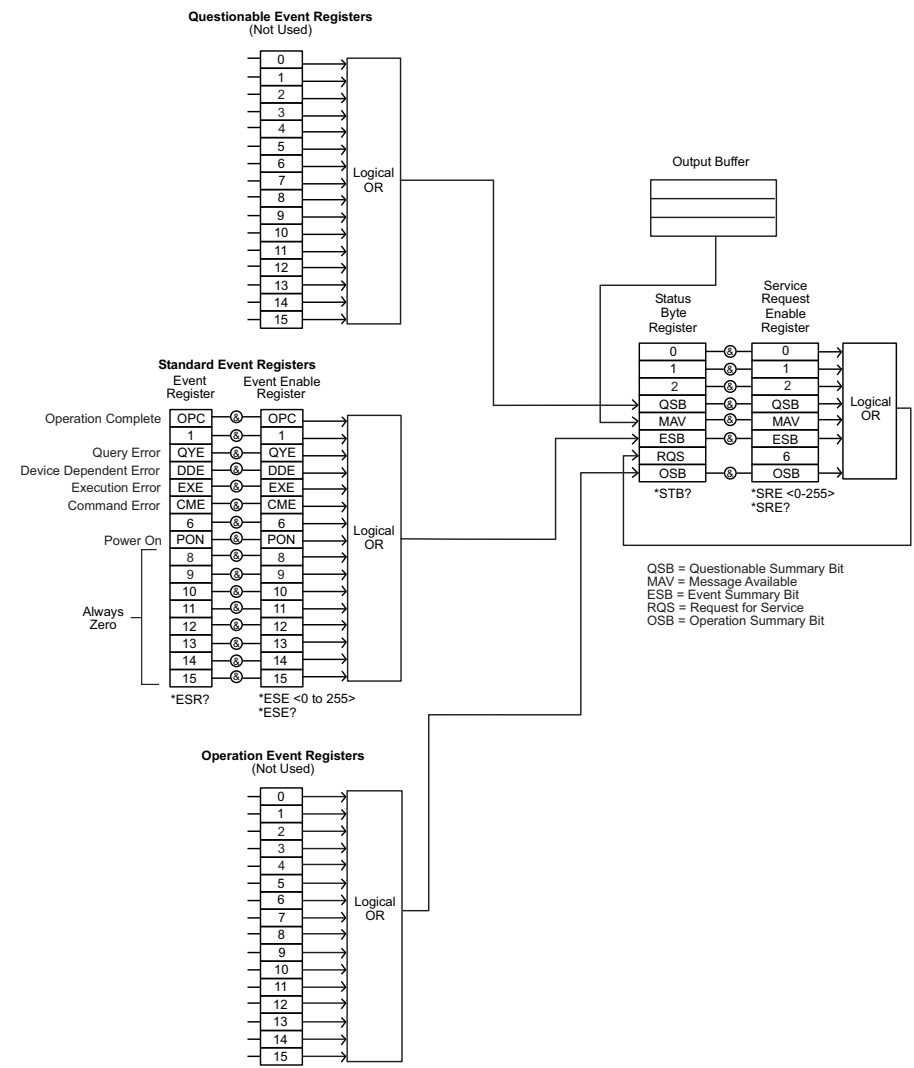 Questionable Event Registers
(Not Used)
0
1
2
3
4
5
6
7
8
9
10
11
12
13
14
15
Logical
OR
Output Buffer
Status
Byte
Register
Service
Request
Enable
Register
0 & 0
1 & 1
2 & 2
QSB & QSB
MAV & MAV
ESB & ESB
RQS 6
OSB & OSB
Logical
OR
*STB?
*SRE <0-255>
*SRE?
QSB = Questionable Summary Bit
MAV = Message Available
ESB = Event Summary Bit
RQS = Request for Service
OSB = Operation Summary Bit
Standard Event Registers
Event
Register
Event Enable
Register
Operation Complete OPC & OPC
1 & 1
Query Error QYE & QYE
Device Dependent Error DDE & DDE
Execution Error EXE & EXE
Command Error CME & CME
6 & 6
Power On PON & PON
8 & 8
9 & 9
10 & 10
11 & 11
12 & 12
13 & 13
14 & 14
15 & 15
Always
Zero
Logical
OR
*ESR?
*ESE <0 to 255>
*ESE?
Operation Event Registers
(Not Used)
0
1
2
3
4
5
6
7
8
9
10
11
12
13
14
15
Logical
OR